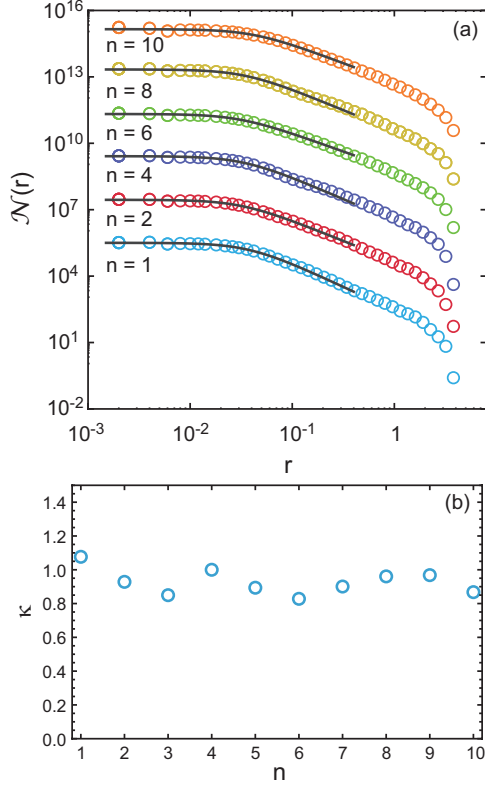 10^16
(a)
10^13
n = 10
n = 8
10^10
n = 6
𝒩(r)
n = 4
10^7
n = 2
10^4
n = 1
10^1
10^-2
10^-3
10^-2
10^-1
1
r
(b)
1.4
1.2
1.0
κ
0.8
0.6
0.4
0.2
0.0
1 2 3 4 5 6 7 8 9 10
n